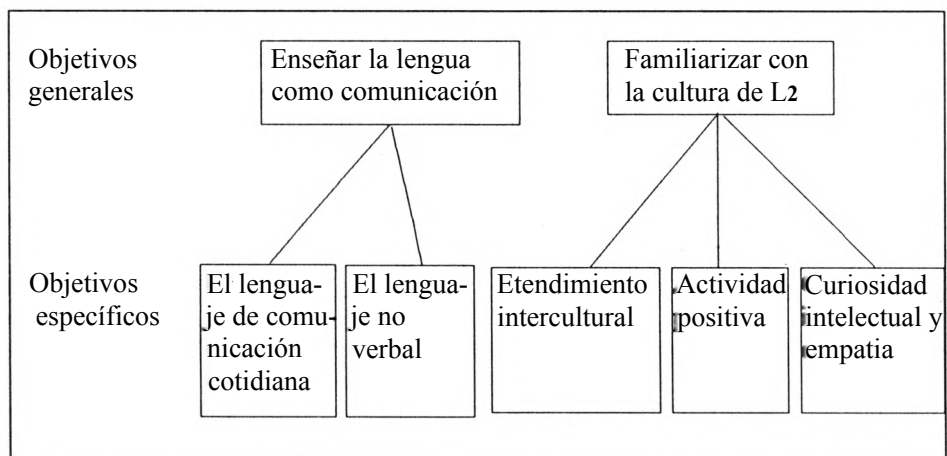 Objetivos
generales
Enseñar la lengua
como comunicación
Familiarizar con
la cultura de L2
Objetivos
específicos
El lengua-
je de comu-
nicación
cotidiana
El lengua-
je no
verbal
Etendimiento
intercultural
Actividad
positiva
Curiosidad
intelectual y
empatia